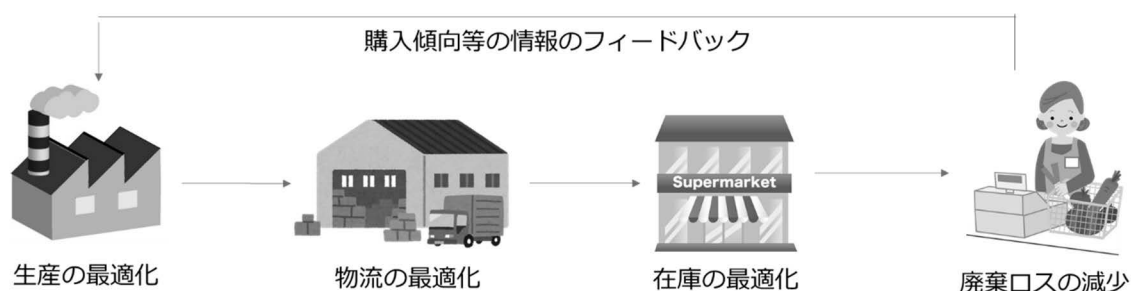 購入傾向等の情報のフィードバック
Supermarket
生産の最適化
物流の最適化
在庫の最適化
廃棄ロスの減少